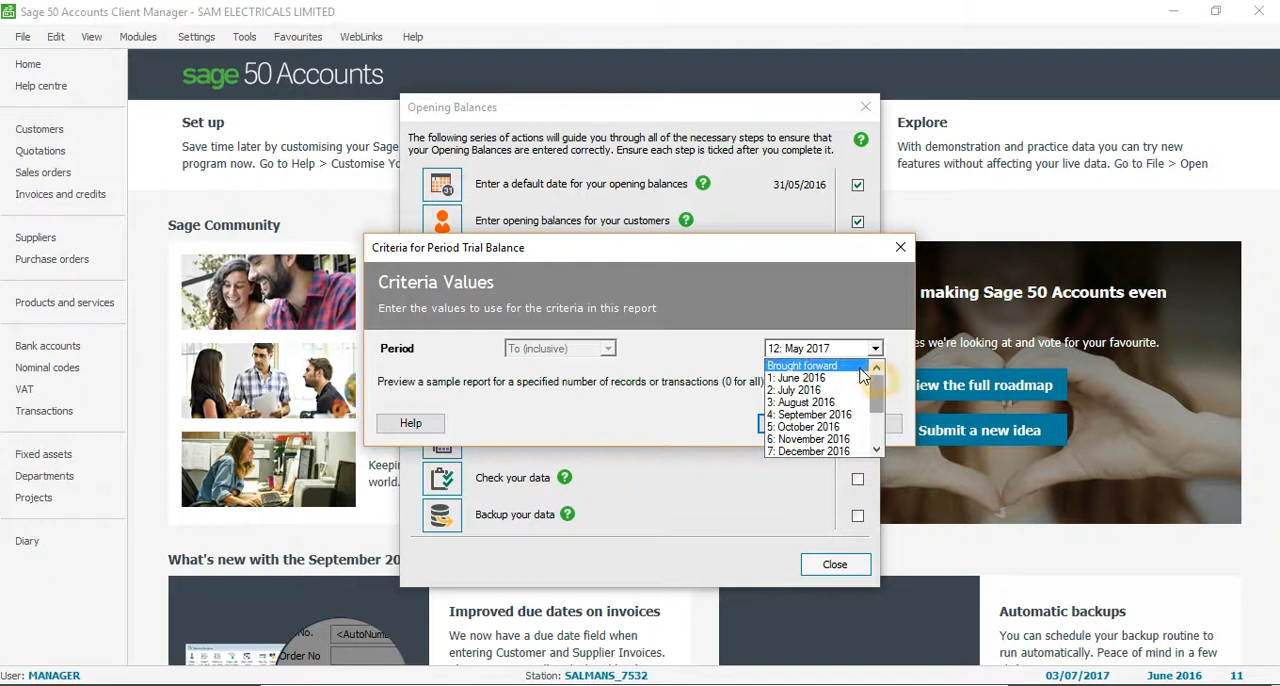 Sage 50 Accounts Client Manager - SAM ELECTRICALS LIMITED
File Edit View Modules Settings Tools Favourites WebLinks Help
Home
Help centre
Customers
Quotations
Sales orders
Invoices and credits
Suppliers
Purchase orders
Products and services
Bank accounts
Nominal codes
VAT
Transactions
Fixed assets
Departments
Projects
Diary
sage 50 Accounts
Set up
Save time later by customising your Sage
program now. Go to Help > Customise Yo
Explore
With demonstration and practice data you can try new
features without affecting your live data. Go to File > Open
Sage Community
Keepin
world.
making Sage 50 Accounts even
es we're looking at and vote for your favourite.
iew the full roadmap
Submit a new idea
Opening Balances
The following series of actions will guide you through all of the necessary steps to ensure that
your Opening Balances are entered correctly. Ensure each step is ticked after you complete it.
31
Enter a default date for your opening balances ? 31/05/2016
Enter opening balances for your customers ?
Criteria for Period Trial Balance
Criteria Values
Enter the values to use for the criteria in this report
Period To (inclusive) 12: May 2017
Brought forward
1: June 2016
2: July 2016
3: August 2016
4: September 2016
5: October 2016
6: November 2016
7: December 2016
Preview a sample report for a specified number of records or transactions (0 for all)
Help
Check your data ?
Backup your data ?
Close
What's new with the September 20
No.
<AutoNum
Order No
Improved due dates on invoices
We now have a due date field when
entering Customer and Supplier Invoices.
Automatic backups
You can schedule your backup routine to
run automatically. Peace of mind in a few
User: MANAGER Station: SALMANS_7532 03/07/2017 June 2016 11